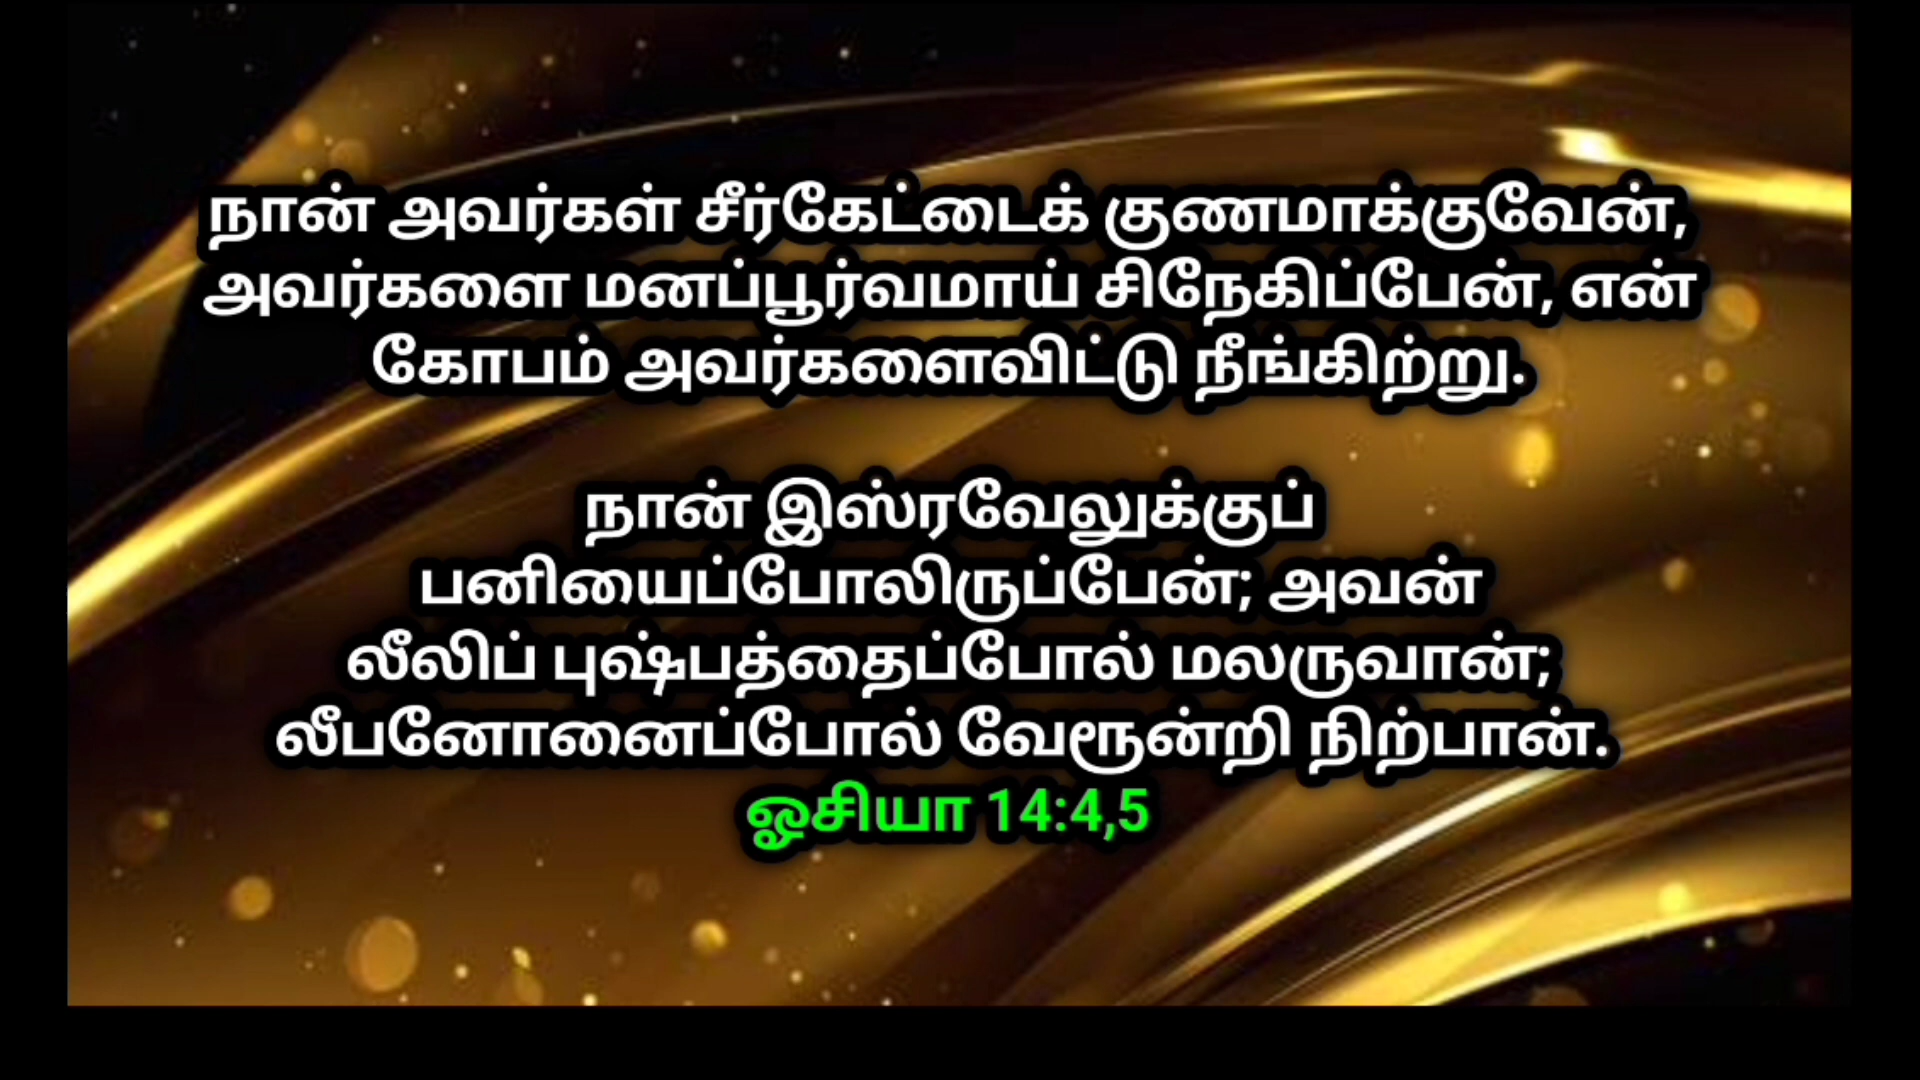 நான் அவர்கள் சீர்கேட்டைக் குணமாக்குவேன்,
அவர்களை மனப்பூர்வமாய் சிநேகிப்பேன், என்
கோபம் அவர்களைவிட்டு நீங்கிற்று.
நான் இஸ்ரவேலுக்குப்
பனியைப்போலிருப்பேன்; அவன்
லீலிப் புஷ்பத்தைப்போல் மலருவான்;
லீபனோனைப்போல் வேரூன்றி நிற்பான்.
ஓசியா 14:4,5